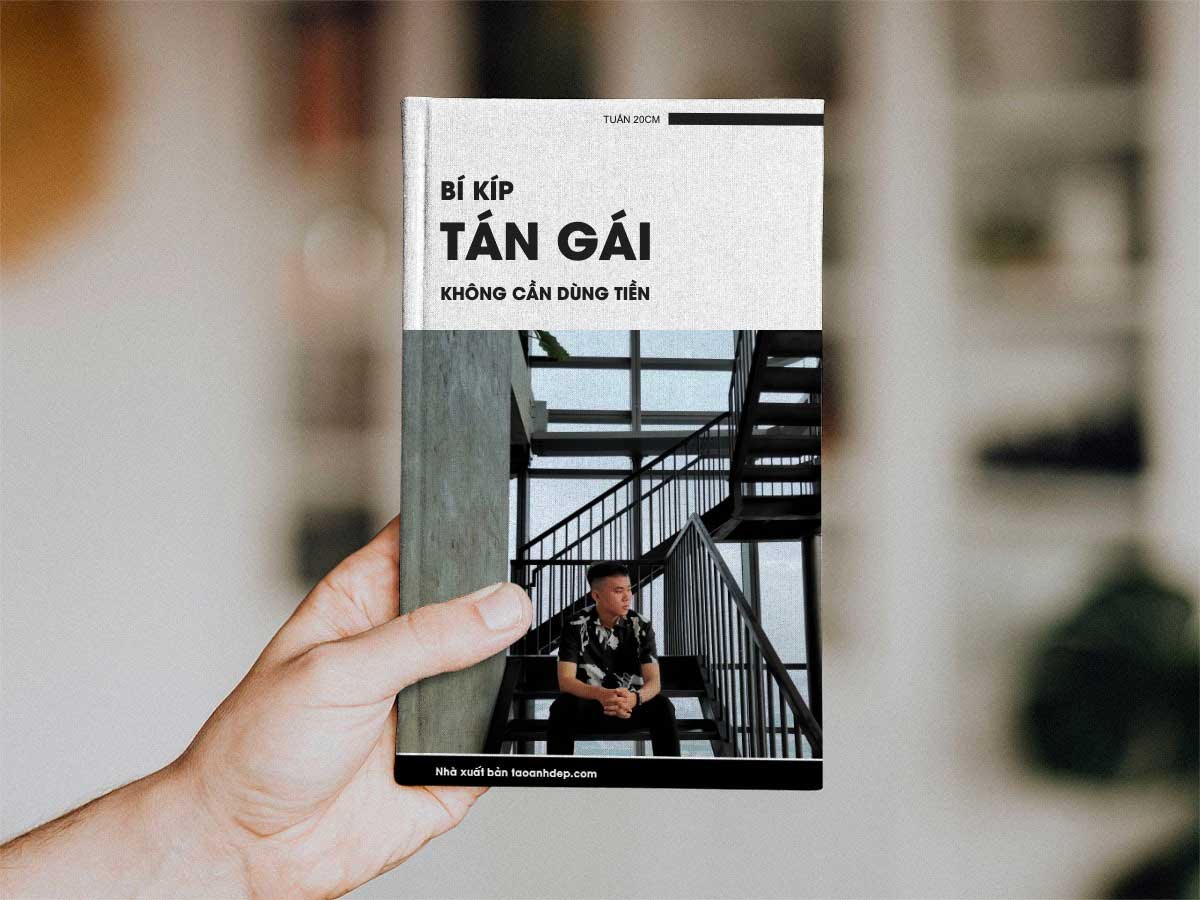 TUẤN 20CM
BÍ KÍP
TÁN GÁI
KHÔNG CẦN DÙNG TIỀN
Nhà xuất bản taoanhdep.com